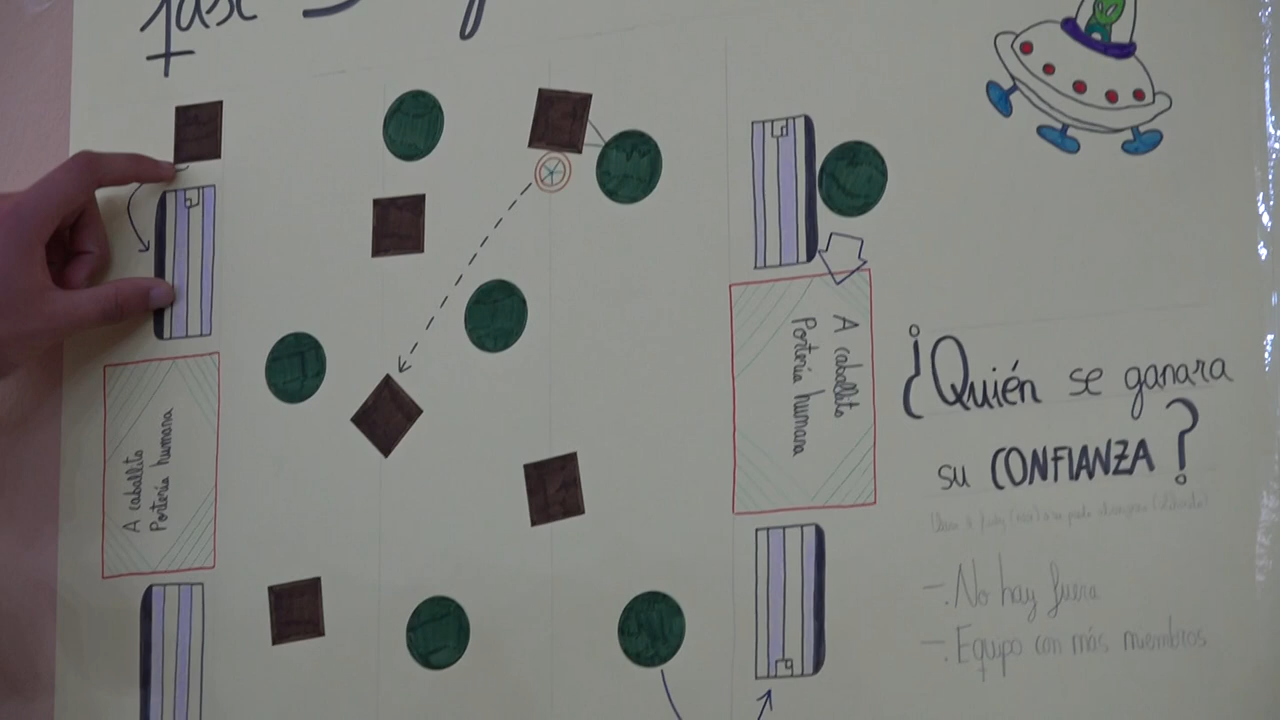 fase
A caballito
Portería humana
A caballito
Portería humana
¿Quién se ganara
su CONFIANZA?
-. No hay fuera
-. Equipo con más miembros